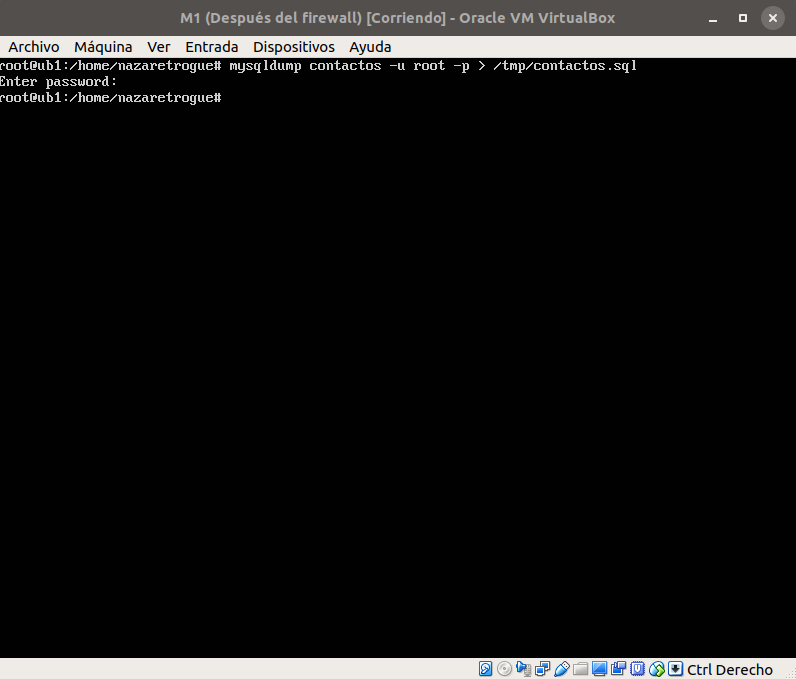 M1 (Después del firewall) [Corriendo] - Oracle VM VirtualBox
Archivo Máquina Ver Entrada Dispositivos Ayuda
root@ub1:/home/nazaretrogue# mysqldump contactos -u root -p > /tmp/contactos.sql
Enter password:
root@ub1:/home/nazaretrogue#
Ctrl Derecho